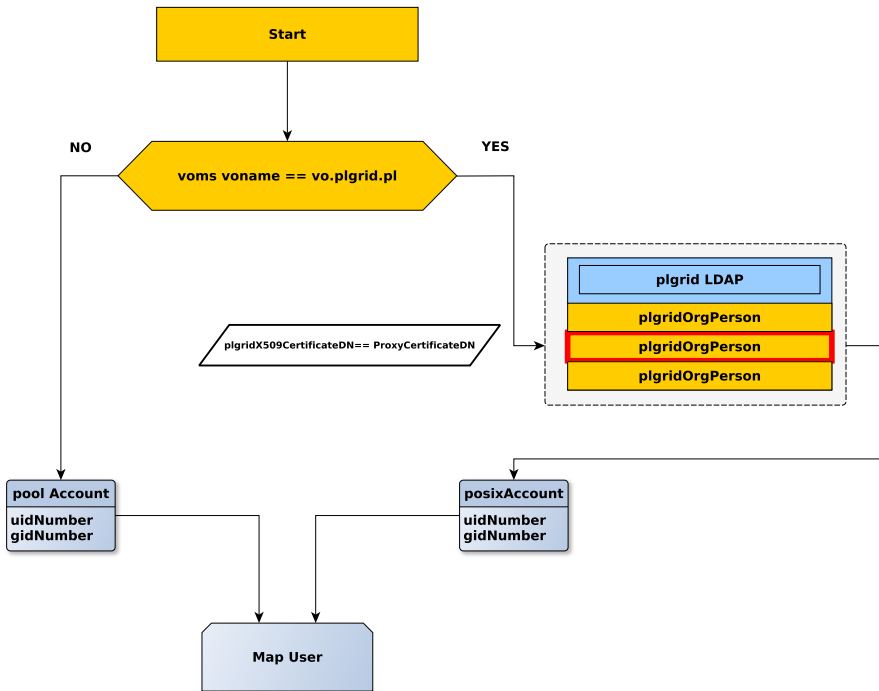 Start
NO
YES
voms voname == vo.plgrid.pl
plgrid LDAP
plgridOrgPerson
plgridX509CertificateDN== ProxyCertificateDN
plgridOrgPerson
plgridOrgPerson
pool Account
uidNumber
gidNumber
posixAccount
uidNumber
gidNumber
Map User